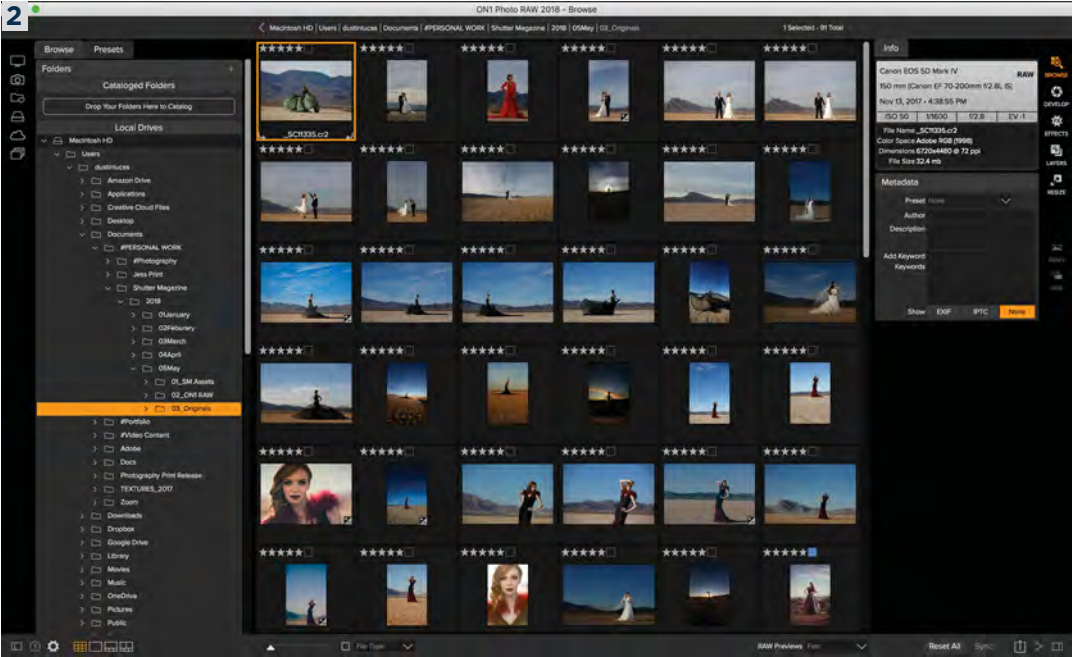 2
ON1 Photo RAW 2018 - Browse
Macintosh HD | Users | dustinlucas | Documents | #PERSONAL WORK | Shutter Magazine | 2018 | 05May | 03_Originals
1 Selected - 91 Total
Browse
Presets
Folders
+
Cataloged Folders
Drop Your Folders Here to Catalog
Local Drives
Macintosh HD
Users
dustinlucas
Amazon Drive
Applications
Creative Cloud Files
Desktop
Documents
#PERSONAL WORK
#Photography
Jess Print
Shutter Magazine
2018
01January
02Feburery
03Merch
04April
05May
01_SM Assets
02_ON1 RAW
03_Originals
#Portfolio
#Video Content
Adobe
Docs
Photography Print Release
TEXTURES_2017
Zoom
Downloads
Dropbox
Google Drive
Library
Movies
Music
OneDrive
Pictures
Public
_SC11335.cr2
Info
Canon EOS 5D Mark IV
RAW
150 mm (Canon EF 70-200mm f/2.8L IS)
Nov 13, 2017 • 4:38:55 PM
ISO 50 1/1600 f/2.8 EV -1
File Name _SC11335.cr2
Color Space Adobe RGB (1998)
Dimensions 6720x4480 @ 72 ppi
File Size 32.4 mb
Metadata
Preset None
Author
Description
Add Keyword
Keywords
Show EXIF IPTC None
BROWSE
DEVELOP
EFFECTS
LAYERS
RESIZE
File Type
RAW Previews Fast
Reset All
Sync